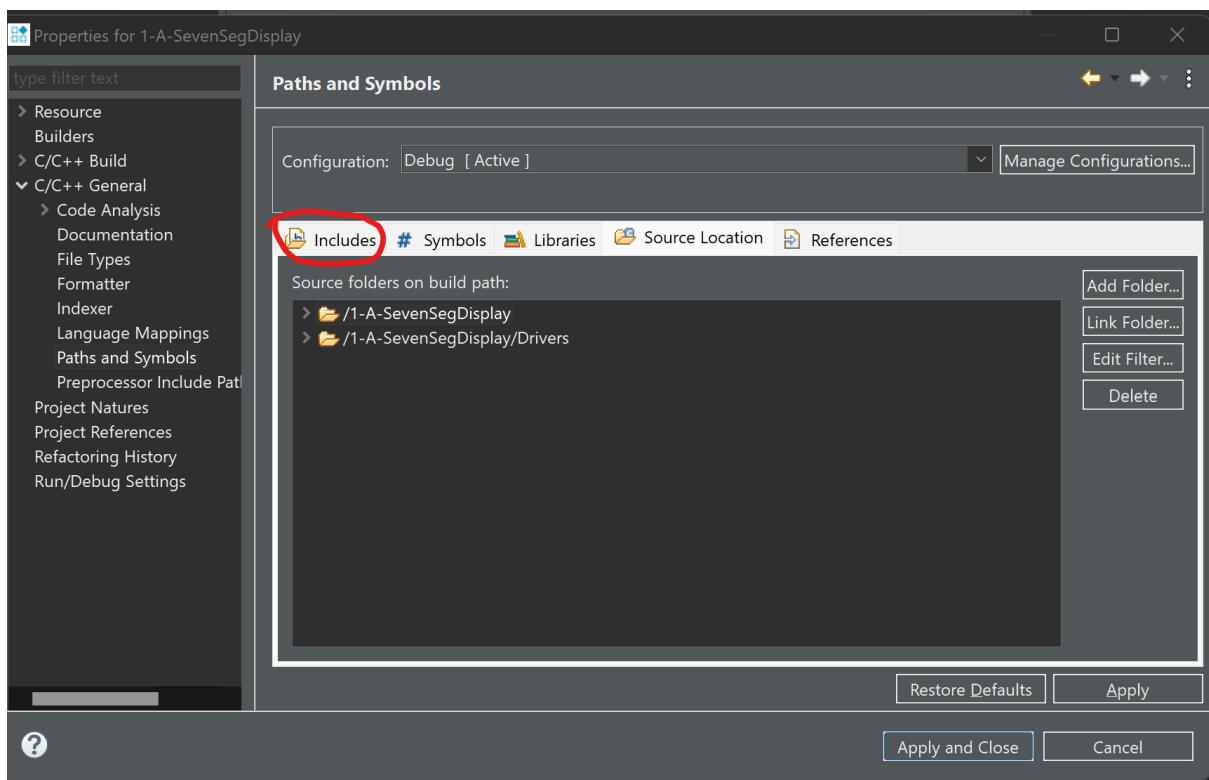 Properties for 1-A-SevenSegDisplay
type filter text
Resource
Builders
C/C++ Build
C/C++ General
Code Analysis
Documentation
File Types
Formatter
Indexer
Language Mappings
Paths and Symbols
Preprocessor Include Pat
Project Natures
Project References
Refactoring History
Run/Debug Settings
Paths and Symbols
Configuration: Debug [ Active ] Manage Configurations...
Includes # Symbols Libraries Source Location References
Source folders on build path:
/1-A-SevenSegDisplay
/1-A-SevenSegDisplay/Drivers
Add Folder...
Link Folder...
Edit Filter...
Delete
Restore Defaults Apply
? Apply and Close Cancel